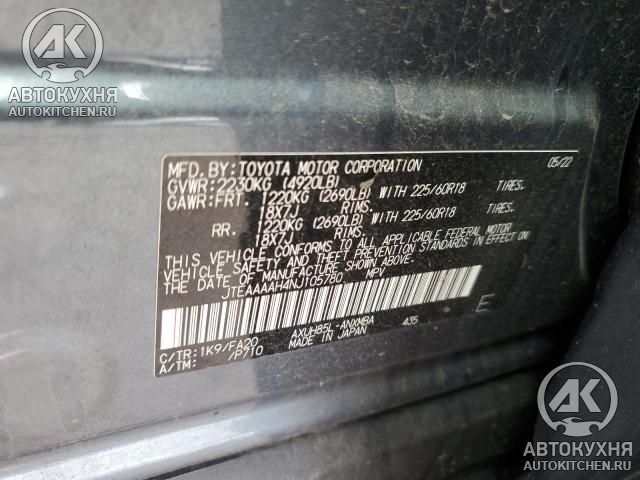 АК
АВТОКУХНЯ
AUTOKITCHEN.RU
MFD. BY:TOYOTA MOTOR CORPORATION 05/22
GVWR:2230KG (4920LB)
GAWR:FRT. 1220KG (2690LB) WITH 225/60R18 TIRES.
18X7J RIMS.
RR. 1220KG (2690LB) WITH 225/60R18 TIRES.
18X7J RIMS.
THIS VEHICLE CONFORMS TO ALL APPLICABLE FEDERAL MOTOR
VEHICLE SAFETY AND THEFT PREVENTION STANDARDS IN EFFECT ON
THE DATE OF MANUFACTURE SHOWN ABOVE.
JTEAAAAH4NJT05780 MPV
E
C/TR:1K9/FA20 AXUH85L-ANXMBA 435
A/TM: /P710 MADE IN JAPAN
АК
АВТОКУХНЯ
AUTOKITCHEN.RU